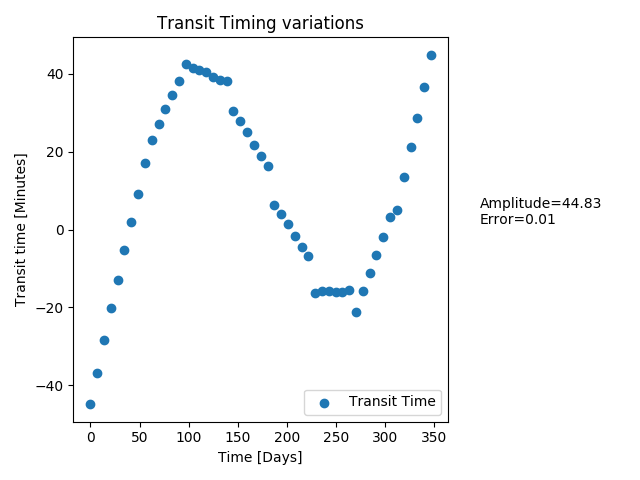 Transit Timing variations
Transit time [Minutes]
40
20
0
−20
−40
Amplitude=44.83
Error=0.01
Transit Time
0 50 100 150 200 250 300 350
Time [Days]